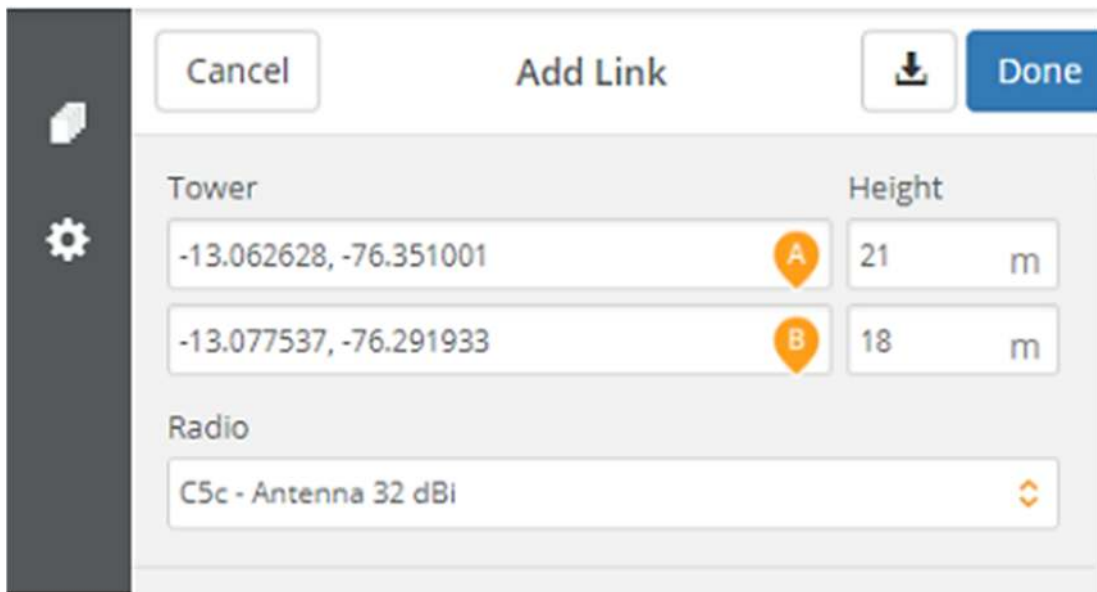 Cancel Add Link Done
Tower Height
-13.062628, -76.351001 A 21 m
-13.077537, -76.291933 B 18 m
Radio
C5c - Antenna 32 dBi